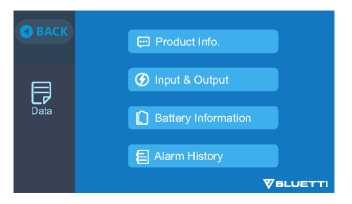 BACK
Data
Product Info.
Input & Output
Battery Information
Alarm History
BLUETTI